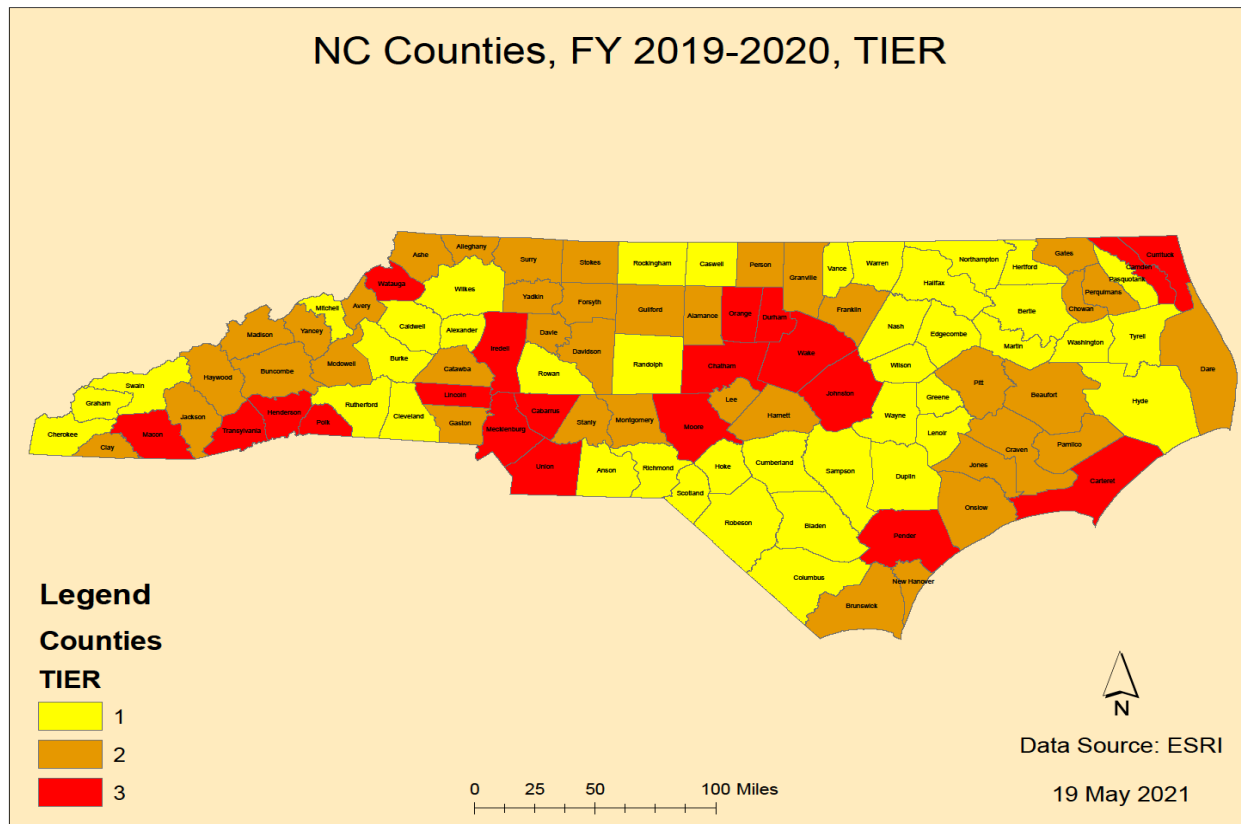 NC Counties, FY 2019-2020, TIER
Ashe
Alleghany
Surry
Stokes
Rockingham
Caswell
Person
Granville
Vance
Warren
Northampton
Hertford
Gates
Camden
Currituck
Watauga
Wilkes
Halifax
Pasquotank
Mitchell
Avery
Yadkin
Forsyth
Guilford
Alamance
Orange
Durham
Franklin
Perquimans
Chowan
Bertie
Madison
Yancey
Caldwell
Alexander
Iredell
Davie
Nash
Edgecombe
Martin
Washington
Tyrell
Burke
Davidson
Wake
Haywood
Buncombe
Mcdowell
Catawba
Rowan
Randolph
Chatham
Wilson
Dare
Swain
Pitt
Graham
Jackson
Henderson
Polk
Rutherford
Cleveland
Lincoln
Johnston
Greene
Beaufort
Hyde
Cherokee
Clay
Macon
Transylvania
Gaston
Mecklenburg
Cabarrus
Stanly
Montgomery
Moore
Lee
Harnett
Wayne
Lenoir
Craven
Pamlico
Union
Anson
Richmond
Hoke
Cumberland
Sampson
Duplin
Jones
Carteret
Scotland
Onslow
Robeson
Bladen
Pender
Columbus
Brunswick
New Hanover
Legend
Counties
TIER
1
2
3
0 25 50 100 Miles
N
Data Source: ESRI
19 May 2021